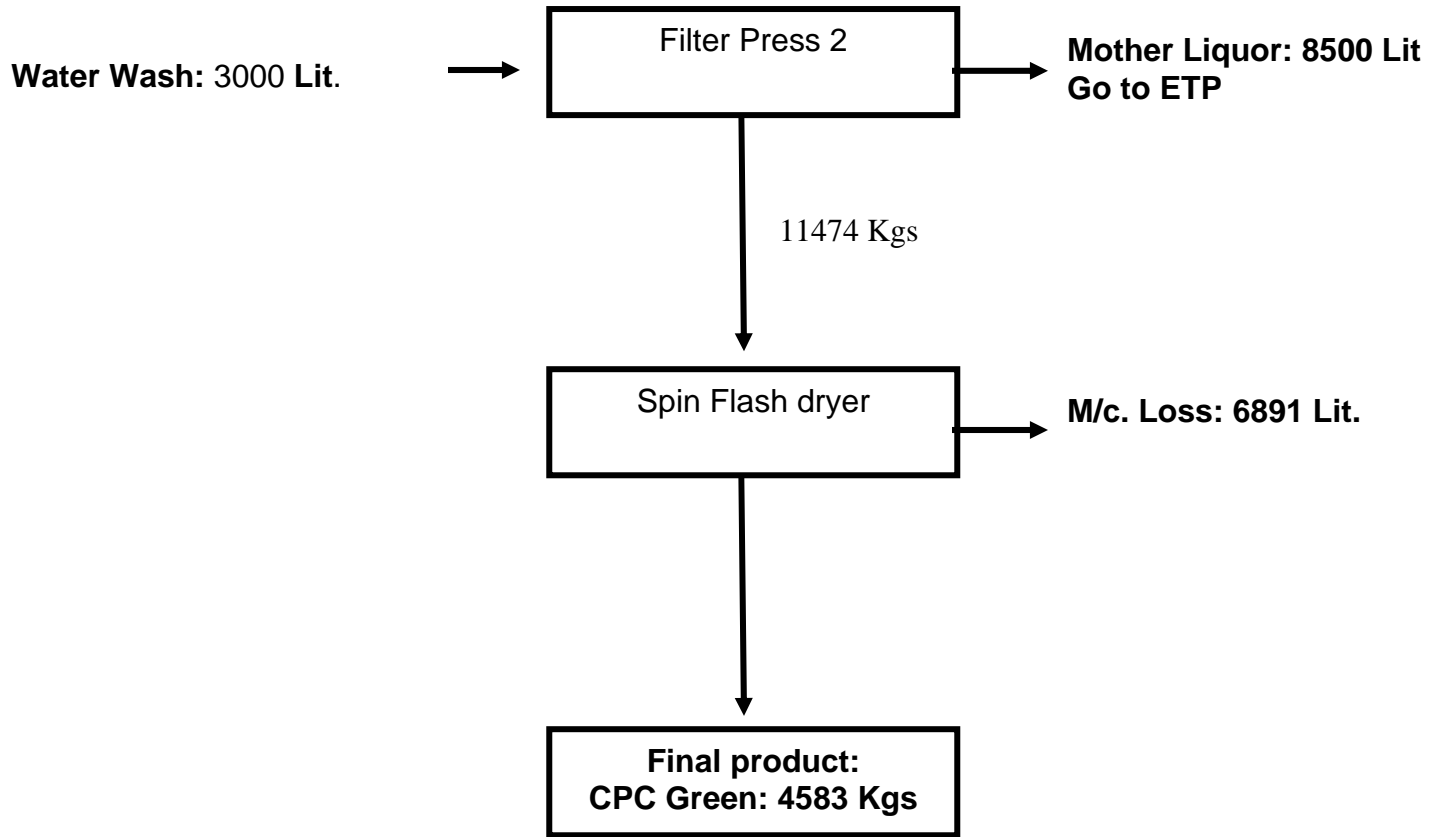 Filter Press 2
Water Wash: 3000 Lit.
Mother Liquor: 8500 Lit
Go to ETP
11474 Kgs
Spin Flash dryer
M/c. Loss: 6891 Lit.
Final product:
CPC Green: 4583 Kgs